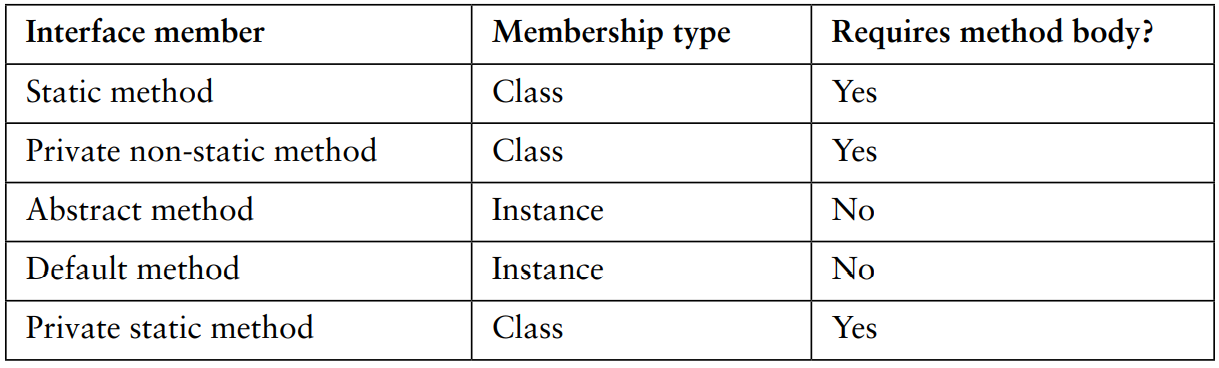 Interface member Membership type Requires method body?
Static method Class Yes
Private non-static method Class Yes
Abstract method Instance No
Default method Instance No
Private static method Class Yes